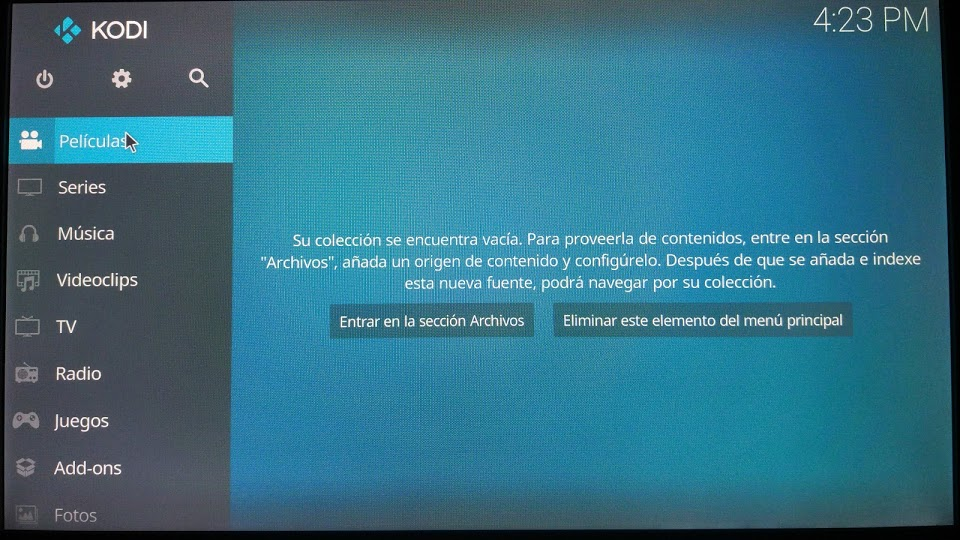 KODI
4:23 PM
Películas
Series
Música
Videoclips
TV
Radio
Juegos
Add-ons
Fotos
Su colección se encuentra vacía. Para proveerla de contenidos, entre en la sección
"Archivos", añada un origen de contenido y configúrelo. Después de que se añada e indexe
esta nueva fuente, podrá navegar por su colección.
Entrar en la sección Archivos
Eliminar este elemento del menú principal